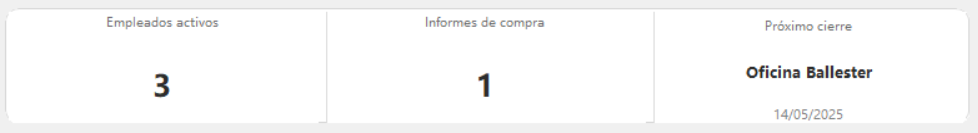 Empleados activos
3
Informes de compra
1
Próximo cierre
Oficina Ballester
14/05/2025